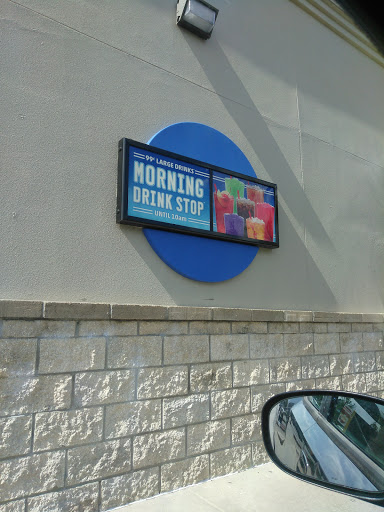 99¢ LARGE DRINKS
MORNING
DRINK STOP
UNTIL 10am